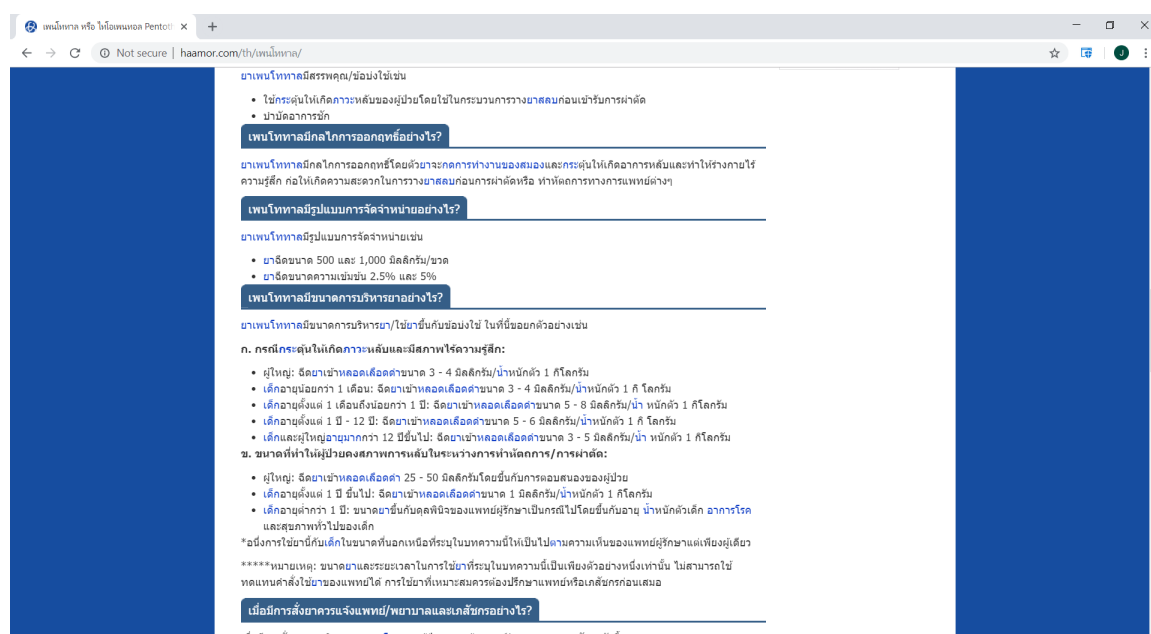 เพนโททาล หรือ ไทโอเพนทอล Pentoth
Not secure | haamor.com/th/เพนโททาล/
J
ยาเพนโททาลมีสรรพคุณ/ข้อบ่งใช้เช่น
ใช้กระตุ้นให้เกิดภาวะหลับของผู้ป่วยโดยใช้ในกระบวนการวางยาสลบก่อนเข้ารับการผ่าตัด
บำบัดอาการชัก
เพนโททาลมีกลไกการออกฤทธิ์อย่างไร?
ยาเพนโททาลมีกลไกการออกฤทธิ์โดยตัวยาจะกดการทำงานของสมองและกระตุ้นให้เกิดอาการหลับและทำให้ร่างกายไร้
ความรู้สึก ก่อให้เกิดความสะดวกในการวางยาสลบก่อนการผ่าตัดหรือ ทำหัตถการทางการแพทย์ต่างๆ
เพนโททาลมีรูปแบบการจัดจำหน่ายอย่างไร?
ยาเพนโททาลมีรูปแบบการจัดจำหน่ายเช่น
ยาฉีดขนาด 500 และ 1,000 มิลลิกรัม/ขวด
ยาฉีดขนาดความเข้มข้น 2.5% และ 5%
เพนโททาลมีขนาดการบริหารยาอย่างไร?
ยาเพนโททาลมีขนาดการบริหารยา/ใช้ยาขึ้นกับข้อบ่งใช้ ในที่นี้ขอยกตัวอย่างเช่น
ก. กรณีกระตุ้นให้เกิดภาวะหลับและมีสภาพไร้ความรู้สึก:
ผู้ใหญ่: ฉีดยาเข้าหลอดเลือดดำขนาด 3 - 4 มิลลิกรัม/น้ำหนักตัว 1 กิโลกรัม
เด็กอายุน้อยกว่า 1 เดือน: ฉีดยาเข้าหลอดเลือดดำขนาด 3 - 4 มิลลิกรัม/น้ำหนักตัว 1 กิ โลกรัม
เด็กอายุตั้งแต่ 1 เดือนถึงน้อยกว่า 1 ปี: ฉีดยาเข้าหลอดเลือดดำขนาด 5 - 8 มิลลิกรัม/น้ำ หนักตัว 1 กิโลกรัม
เด็กอายุตั้งแต่ 1 ปี - 12 ปี: ฉีดยาเข้าหลอดเลือดดำขนาด 5 - 6 มิลลิกรัม/น้ำหนักตัว 1 กิ โลกรัม
เด็กและผู้ใหญ่อายุมากกว่า 12 ปีขึ้นไป: ฉีดยาเข้าหลอดเลือดดำขนาด 3 - 5 มิลลิกรัม/น้ำ หนักตัว 1 กิโลกรัม
ข. ขนาดที่ทำให้ผู้ป่วยคงสภาพการหลับในระหว่างการทำหัตถการ/การผ่าตัด:
ผู้ใหญ่: ฉีดยาเข้าหลอดเลือดดำ 25 - 50 มิลลิกรัมโดยขึ้นกับการตอบสนองของผู้ป่วย
เด็กอายุตั้งแต่ 1 ปี ขึ้นไป: ฉีดยาเข้าหลอดเลือดดำขนาด 1 มิลลิกรัม/น้ำหนักตัว 1 กิโลกรัม
เด็กอายุต่ำกว่า 1 ปี: ขนาดยาขึ้นกับดุลพินิจของแพทย์ผู้รักษาเป็นกรณีไปโดยขึ้นกับอายุ น้ำหนักตัวเด็ก อาการโรค
และสุขภาพทั่วไปของเด็ก
*อนึ่งการใช้ยานี้กับเด็กในขนาดที่นอกเหนือที่ระบุในบทความนี้ให้เป็นไปตามความเห็นของแพทย์ผู้รักษาแต่เพียงผู้เดียว
*****หมายเหตุ: ขนาดยาและระยะเวลาในการใช้ยาที่ระบุในบทความนี้เป็นเพียงตัวอย่างหนึ่งเท่านั้น ไม่สามารถใช้
ทดแทนคำสั่งใช้ยาของแพทย์ได้ การใช้ยาที่เหมาะสมควรต้องปรึกษาแพทย์หรือเภสัชกรก่อนเสมอ
เมื่อมีการสั่งยาควรแจ้งแพทย์/พยาบาลและเภสัชกรอย่างไร?